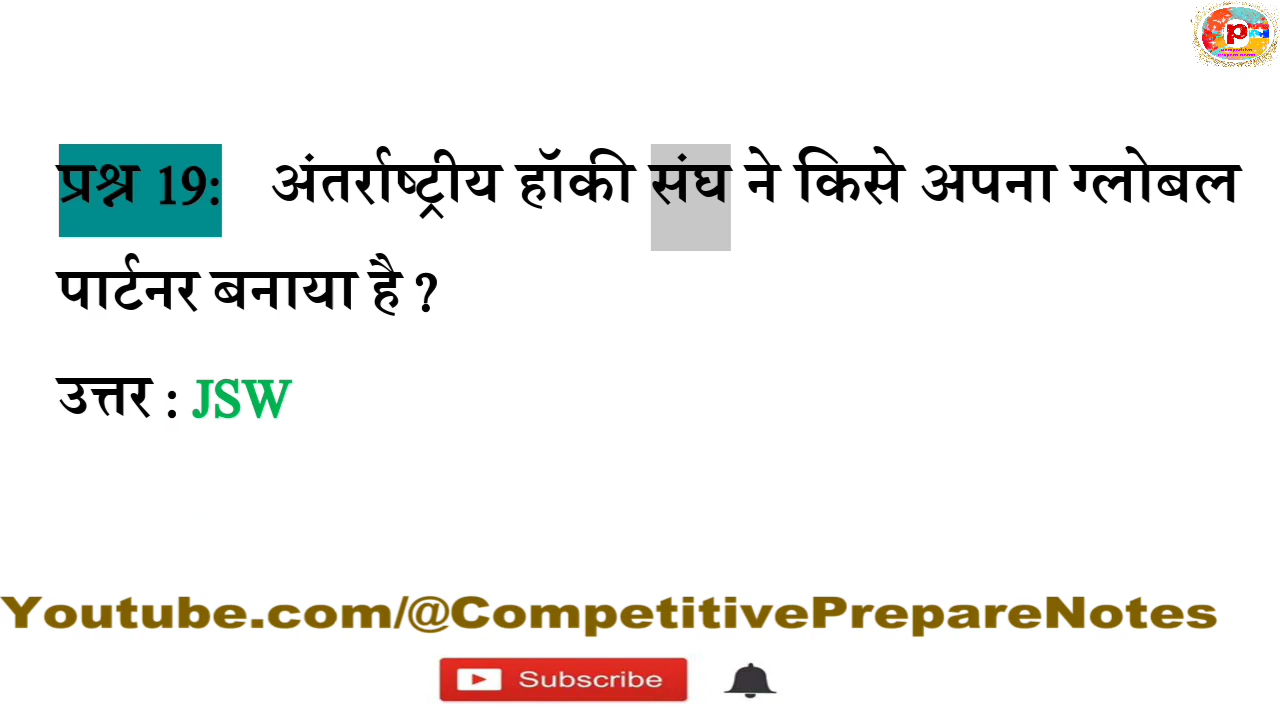 प्रश्न 19: अंतर्राष्ट्रीय हॉकी संघ ने किसे अपना ग्लोबल
पार्टनर बनाया है ?
उत्तर : JSW
Youtube.com/@CompetitivePrepareNotes
Subscribe